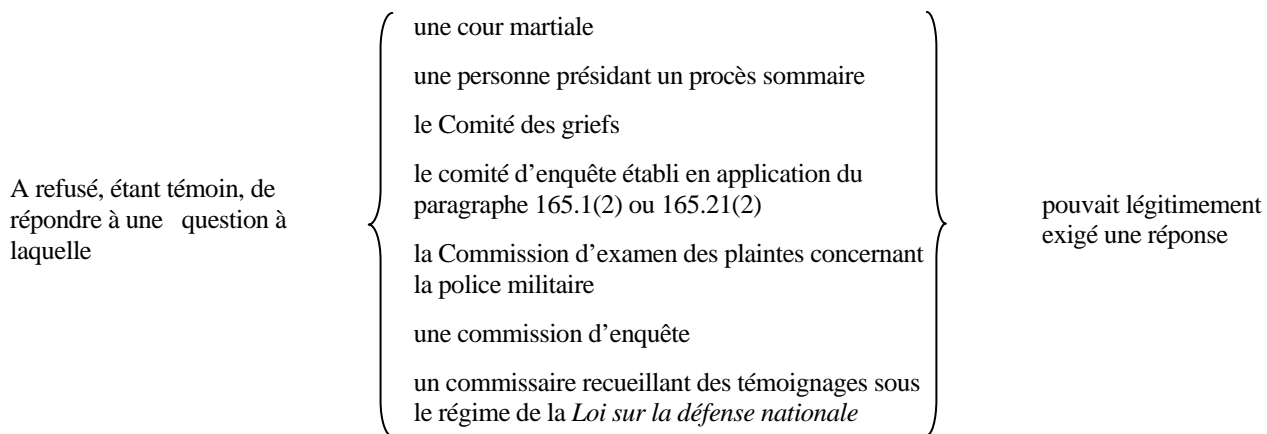 A refusé, étant témoin, de
répondre à une question à
laquelle
une cour martiale
une personne présidant un procès sommaire
le Comité des griefs
le comité d'enquête établi en application du
paragraphe 165.1(2) ou 165.21(2)
la Commission d'examen des plaintes concernant
la police militaire
une commission d'enquête
un commissaire recueillant des témoignages sous
le régime de la Loi sur la défense nationale
pouvait légitimement
exigé une réponse